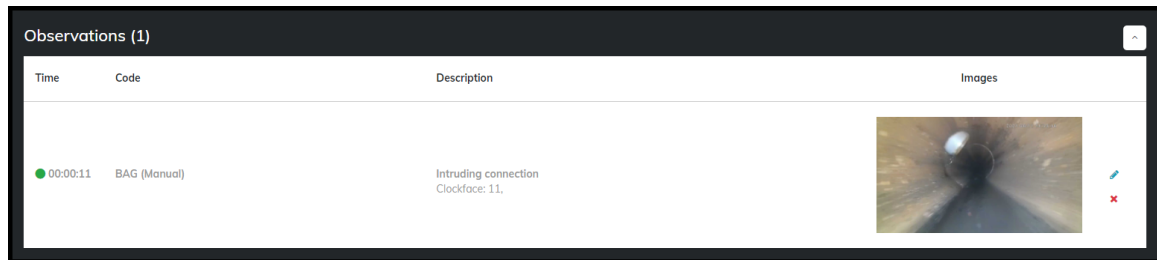 Observations (1)
Time Code Description Images
00:00:11 BAG (Manual) Intruding connection
Clockface: 11,